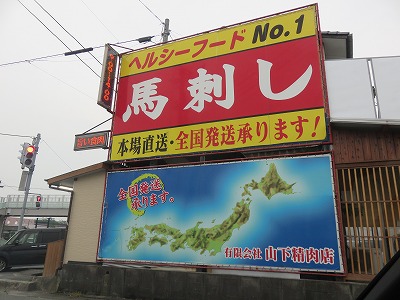 ヘルシーフード No.1
馬刺し
本場直送・全国発送承ります!
全国発送
承ります。
有限会社 山下精肉店